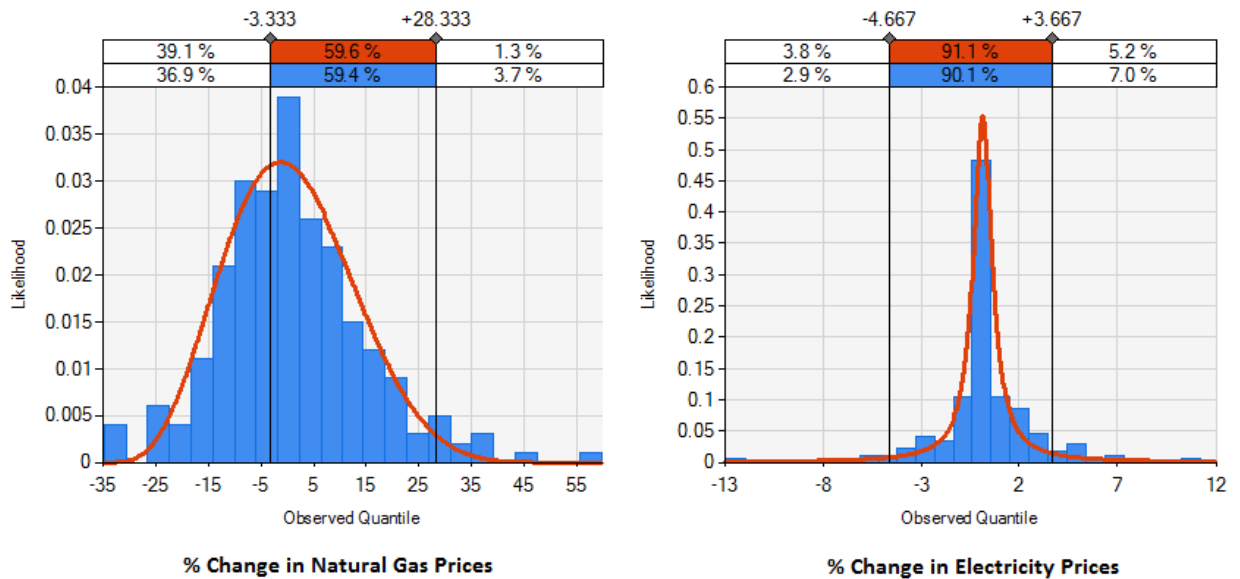 -3.333 +28.333
39.1 % 59.6 % 1.3 %
36.9 % 59.4 % 3.7 %
0.04
0.035
0.03
0.025
0.02
0.015
0.01
0.005
0
Likelihood
-35 -25 -15 -5 5 15 25 35 45 55
Observed Quantile
% Change in Natural Gas Prices
-4.667 +3.667
3.8 % 91.1 % 5.2 %
2.9 % 90.1 % 7.0 %
0.6
0.55
0.5
0.45
0.4
0.35
0.3
0.25
0.2
0.15
0.1
0.05
0
Likelihood
-13 -8 -3 2 7 12
Observed Quantile
% Change in Electricity Prices